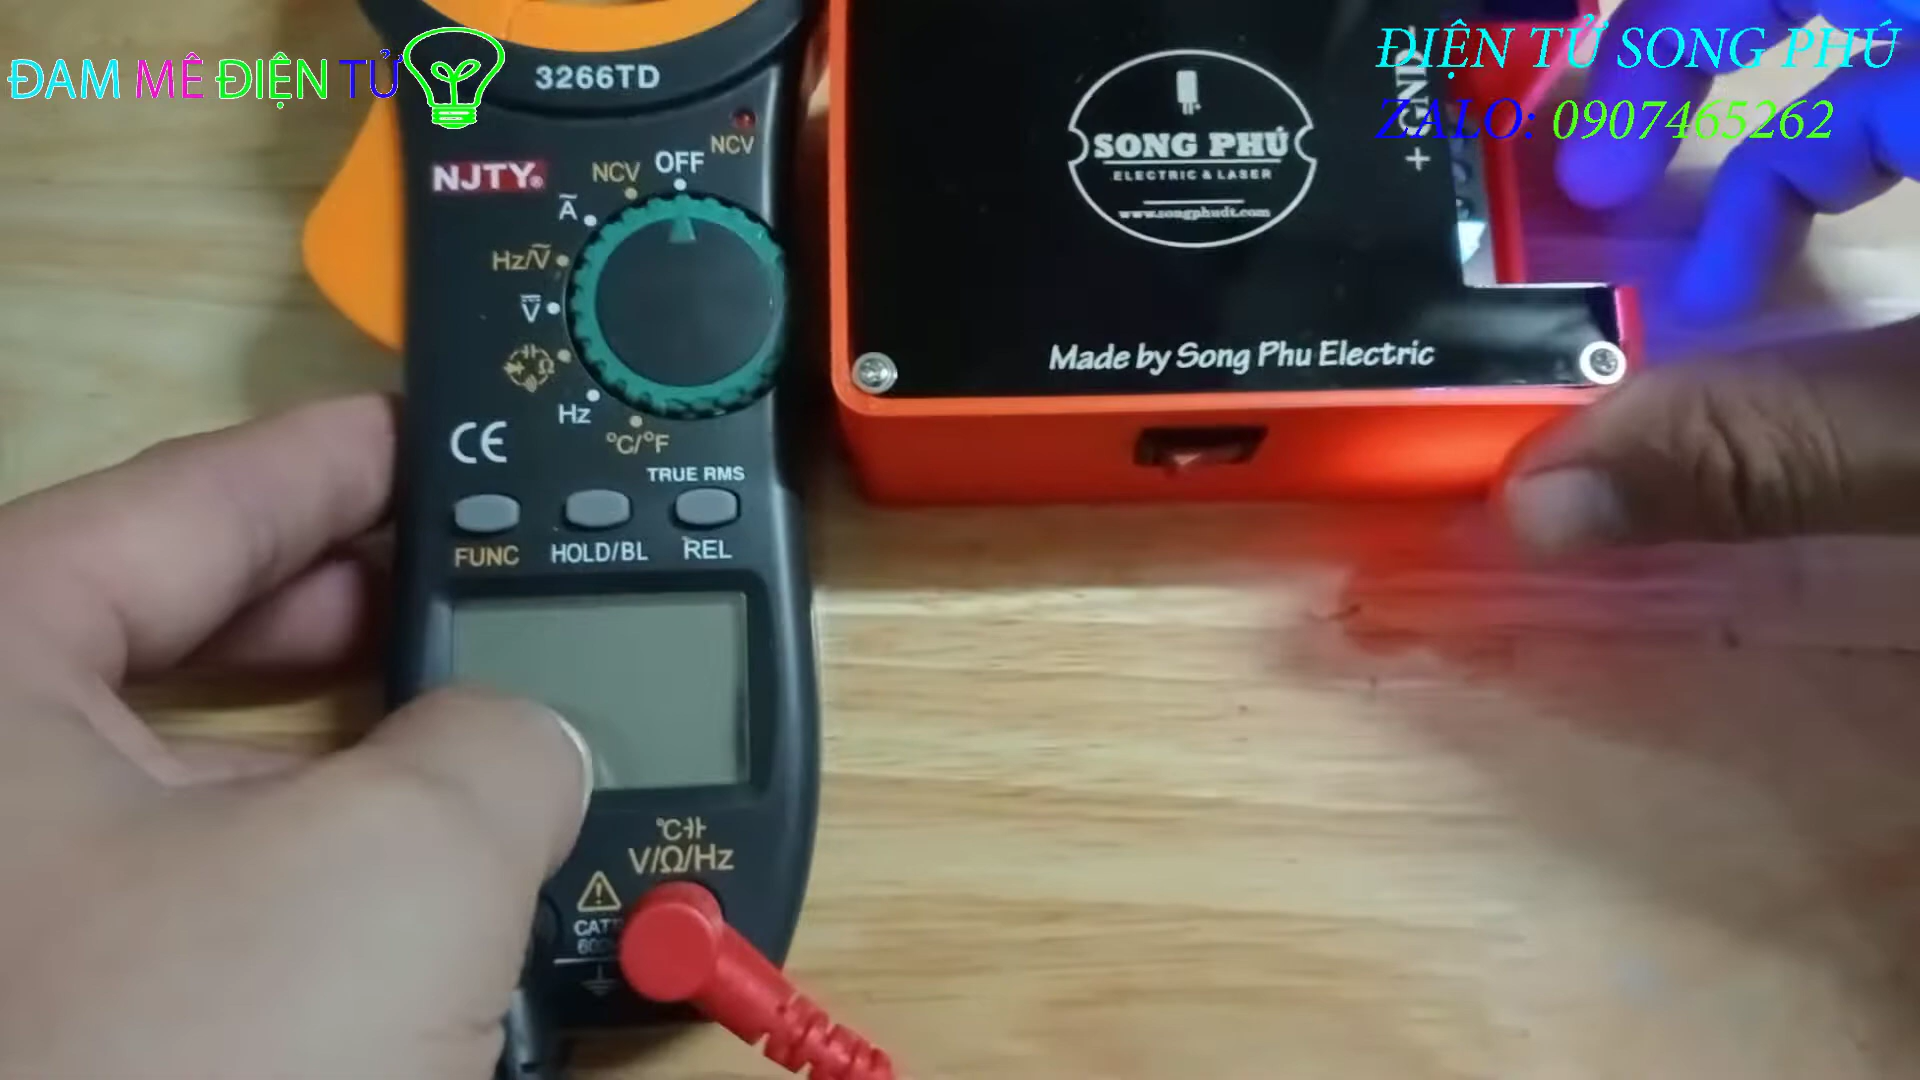 ĐAM MÊ ĐIỆN TỬ
ĐIỆN TỬ SONG PHÚ
ZALO: 0907465262
3266TD
NJTY®
NCV
NCV
OFF
Ã
Hz/Ṽ
V
Ω
Hz
°C/°F
CE
TRUE RMS
FUNC
HOLD/BL
REL
°C
V/Ω/Hz
SONG PHÚ
ELECTRIC & LASER
www.songphudt.com
GND
+
Made by Song Phu Electric